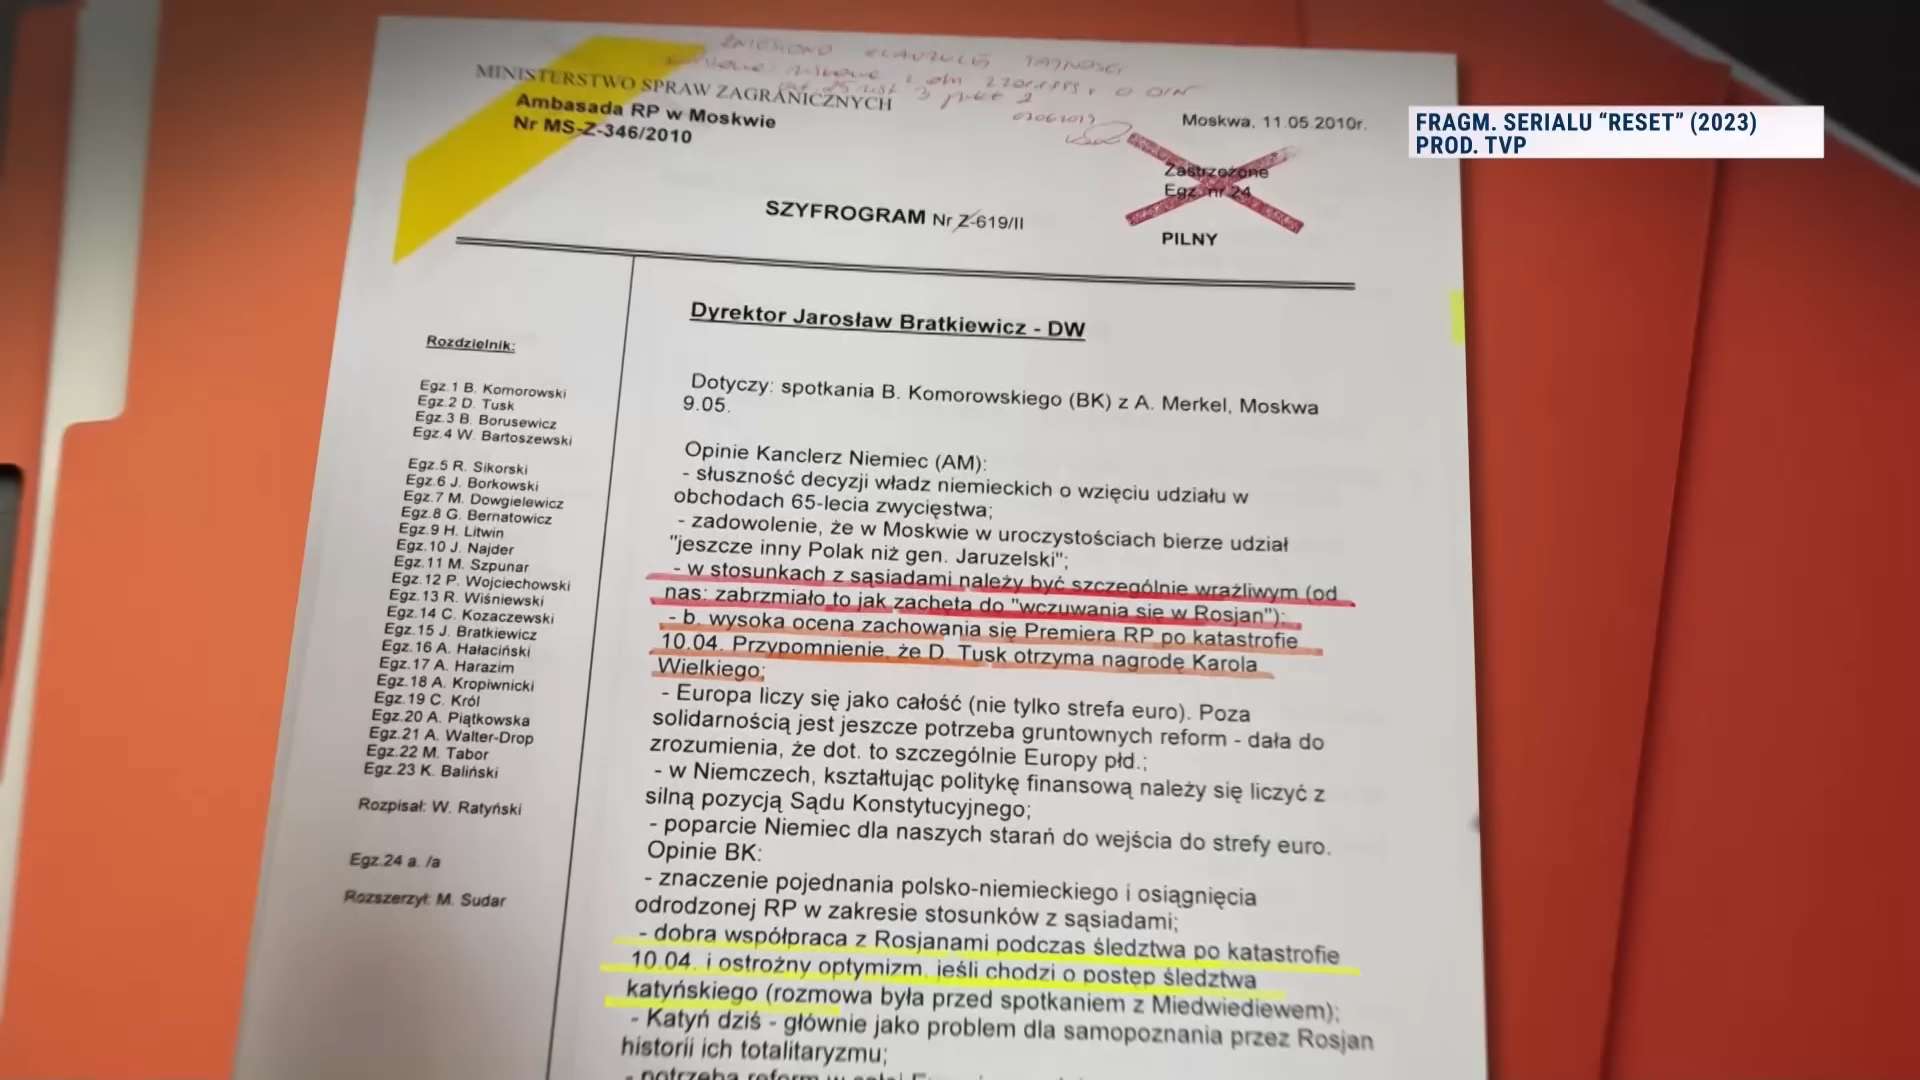 ZNIESIONO KLAUZULĘ TAJNOŚCI
MINISTERSTWO SPRAW ZAGRANICZNYCH
Ambasada RP w Moskwie
Nr MS-Z-346/2010
Moskwa, 11.05.2010r.
FRAGM. SERIALU “RESET” (2023)
PROD. TVP
Zastrzeżone
Egz. nr 24
PILNY
SZYFROGRAM Nr Z-619/II
Rozdzielnik:
Egz.1 B. Komorowski
Egz.2 D. Tusk
Egz.3 B. Borusewicz
Egz.4 W. Bartoszewski
Egz.5 R. Sikorski
Egz.6 J. Borkowski
Egz.7 M. Dowgielewicz
Egz.8 G. Bernatowicz
Egz.9 H. Litwin
Egz.10 J. Najder
Egz.11 M. Szpunar
Egz.12 P. Wojciechowski
Egz.13 R. Wiśniewski
Egz.14 C. Kozaczewski
Egz.15 J. Bratkiewicz
Egz.16 A. Hałaciński
Egz.17 A. Harazim
Egz.18 A. Kropiwnicki
Egz.19 C. Król
Egz.20 A. Piątkowska
Egz.21 A. Walter-Drop
Egz.22 M. Tabor
Egz.23 K. Baliński
Rozpisał: W. Ratyński
Egz.24 a. /a
Rozszerzył: M. Sudar
Dyrektor Jarosław Bratkiewicz - DW
Dotyczy: spotkania B. Komorowskiego (BK) z A. Merkel, Moskwa
9.05.
Opinie Kanclerz Niemiec (AM):
- słuszność decyzji władz niemieckich o wzięciu udziału w
obchodach 65-lecia zwycięstwa;
- zadowolenie, że w Moskwie w uroczystościach bierze udział
"jeszcze inny Polak niż gen. Jaruzelski";
- w stosunkach z sąsiadami należy być szczególnie wrażliwym (od
nas: zabrzmiało to jak zachęta do "wczuwania się w Rosjan");
- b. wysoka ocena zachowania się Premiera RP po katastrofie
10.04. Przypomnienie, że D. Tusk otrzyma nagrodę Karola
Wielkiego;
- Europa liczy się jako całość (nie tylko strefa euro). Poza
solidarnością jest jeszcze potrzeba gruntownych reform - dała do
zrozumienia, że dot. to szczególnie Europy płd.;
- w Niemczech, kształtując politykę finansową należy się liczyć z
silną pozycją Sądu Konstytucyjnego;
- poparcie Niemiec dla naszych starań do wejścia do strefy euro.
Opinie BK:
- znaczenie pojednania polsko-niemieckiego i osiągnięcia
odrodzonej RP w zakresie stosunków z sąsiadami;
- dobra współpraca z Rosjanami podczas śledztwa po katastrofie
10.04. i ostrożny optymizm, jeśli chodzi o postęp śledztwa
katyńskiego (rozmowa była przed spotkaniem z Miedwiediewem);
- Katyń dziś - głównie jako problem dla samopoznania przez Rosjan
historii ich totalitaryzmu;
- potrzeba reform w całej